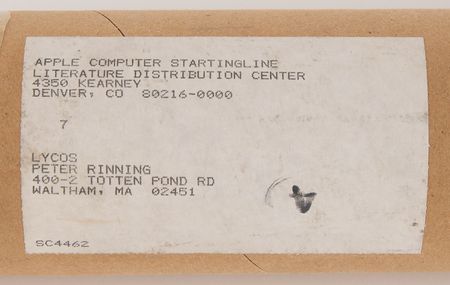 APPLE COMPUTER STARTINGLINE
LITERATURE DISTRIBUTION CENTER
4350 KEARNEY
DENVER, CO 80216-0000
7
LYCOS
PETER RINNING
400-2 TOTTEN POND RD
WALTHAM, MA 02451
SC4462